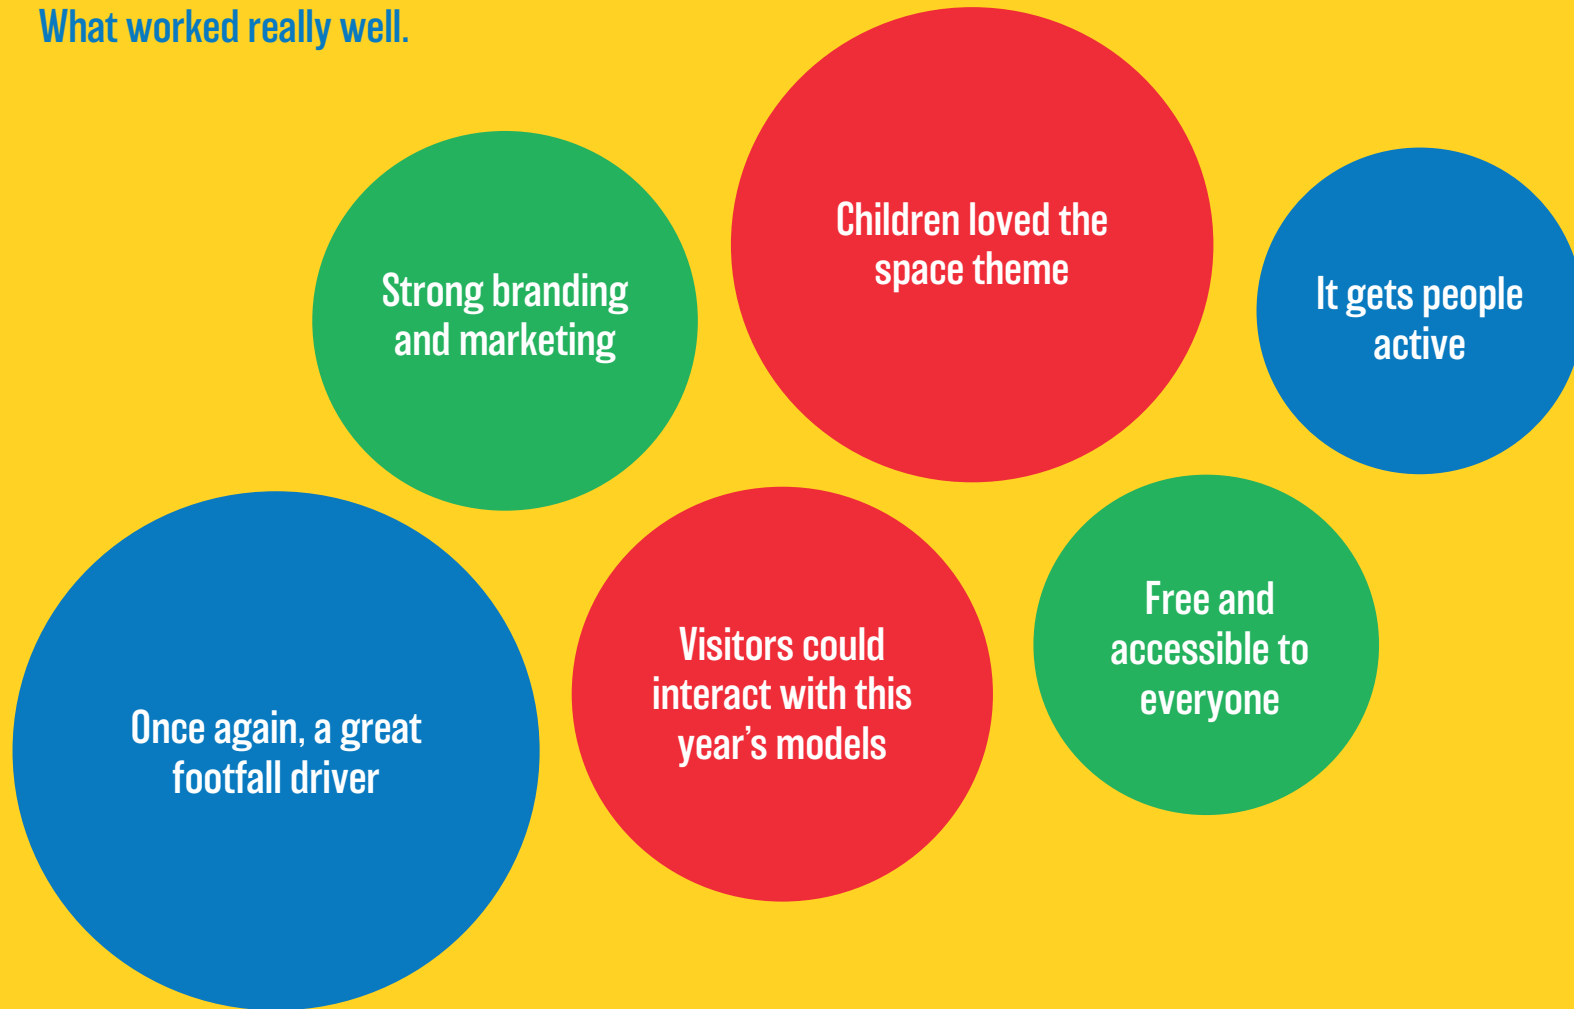 What worked really well.
Strong branding
and marketing
Children loved the
space theme
It gets people
active
Once again, a great
footfall driver
Visitors could
interact with this
year’s models
Free and
accessible to
everyone